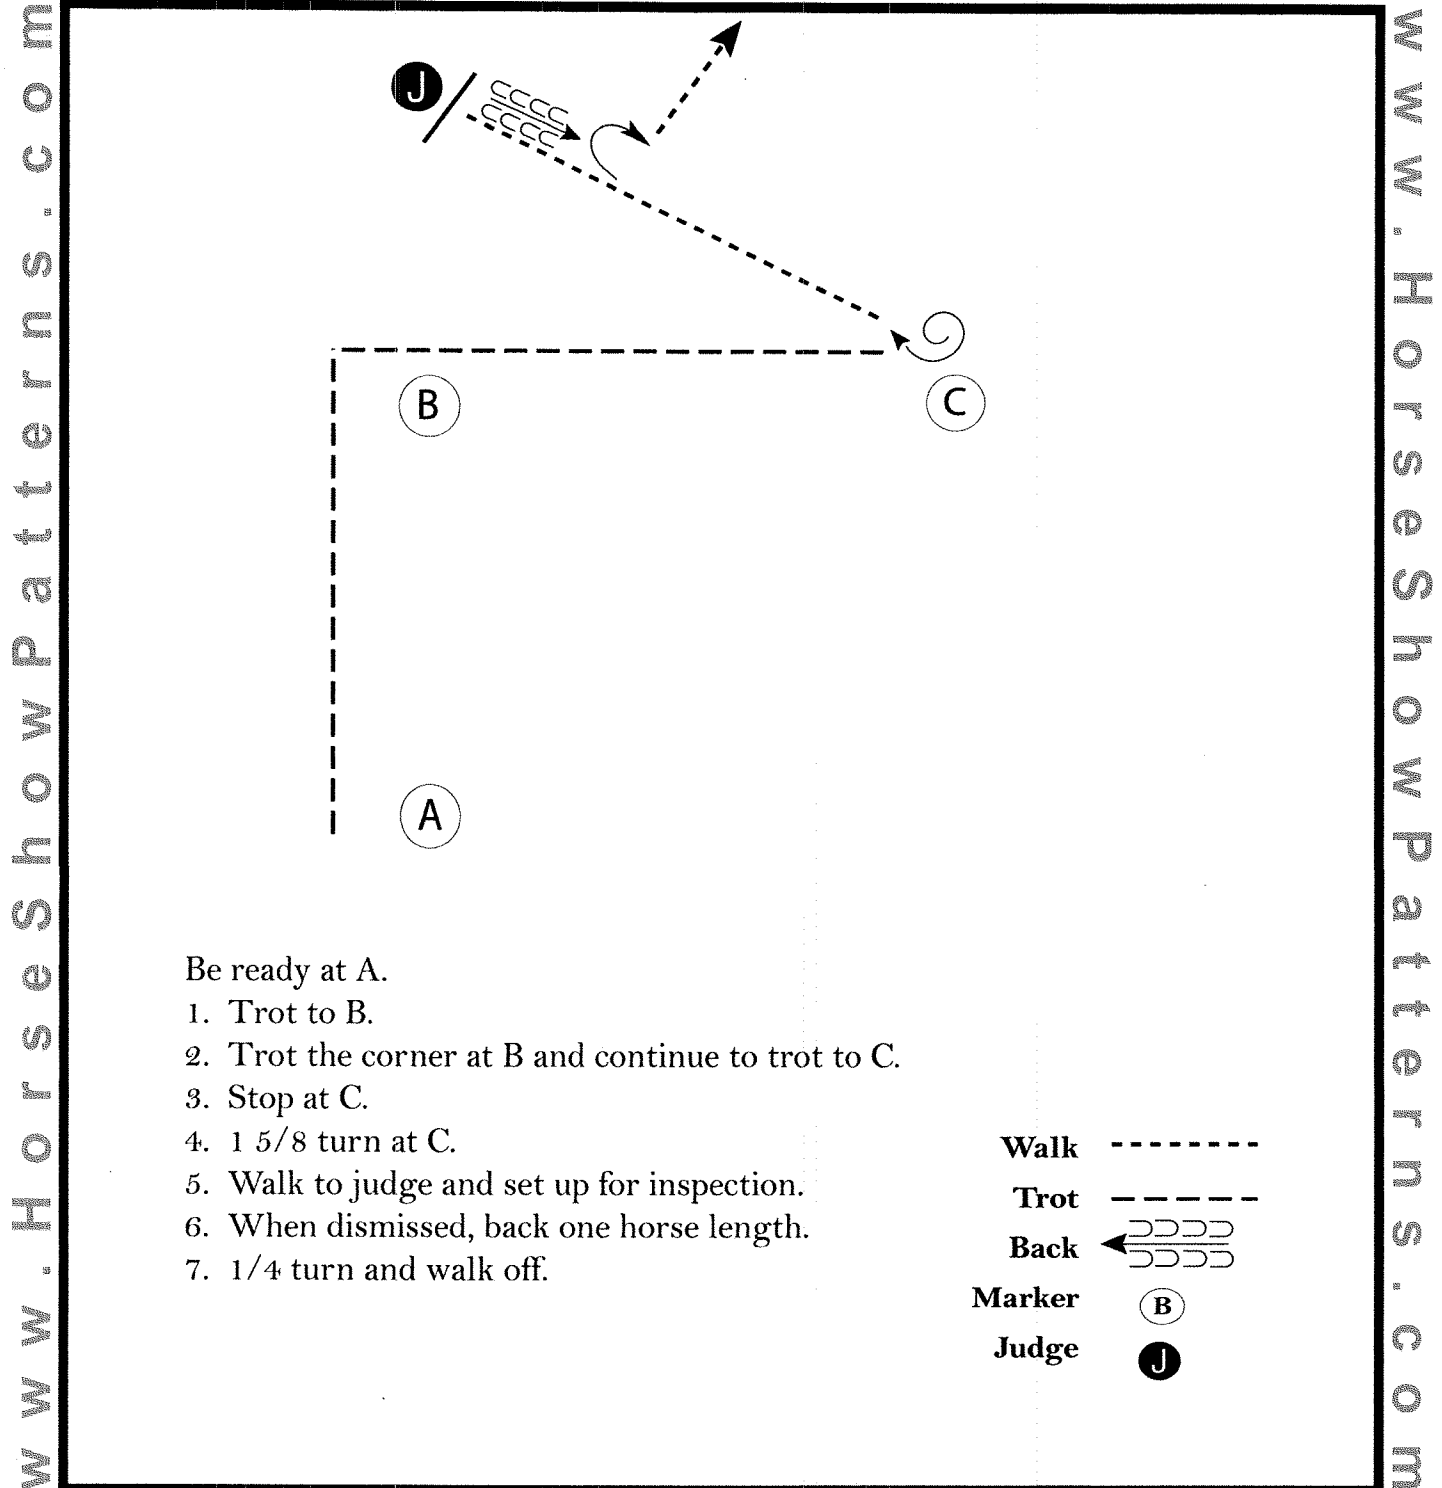 www.HorseShowPatterns.com
www.HorseShowPatterns.com
J
B
C
A
Be ready at A.
1. Trot to B.
2. Trot the corner at B and continue to trot to C.
3. Stop at C.
4. 1 5/8 turn at C.
5. Walk to judge and set up for inspection.
6. When dismissed, back one horse length.
7. 1/4 turn and walk off.
Walk
Trot
Back
Marker B
Judge J